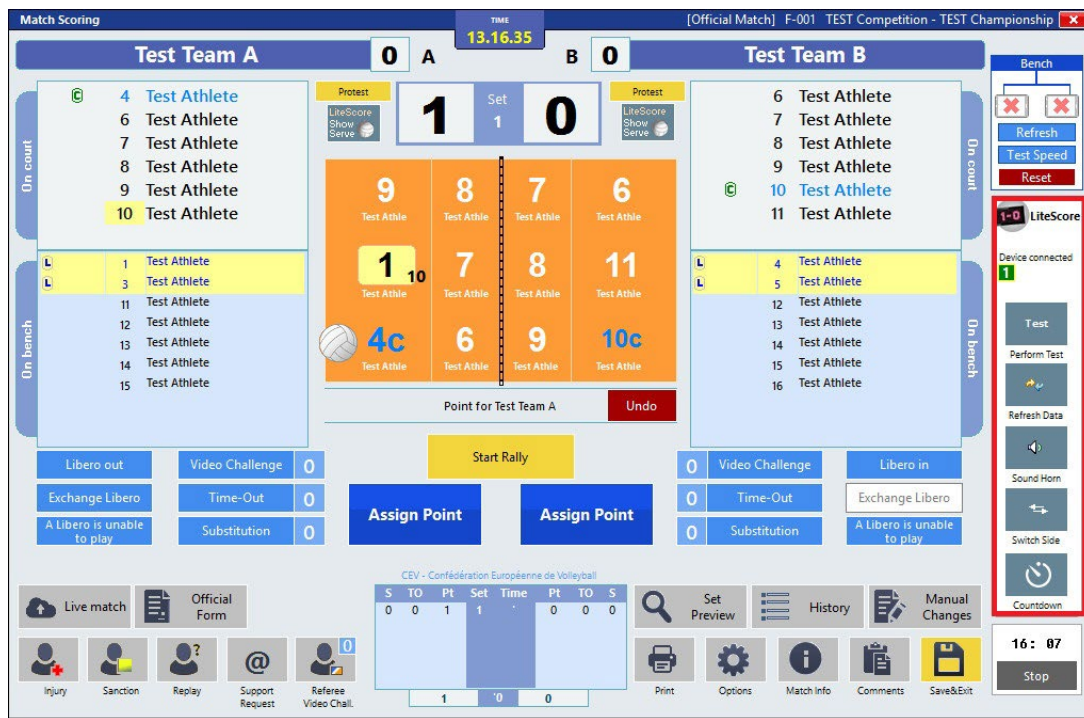 Match Scoring
TIME
13.16.35
[Official Match] F-001 TEST Competition - TEST Championship
Test Team A
0
A
B
0
Test Team B
On court
C 4 Test Athlete
6 Test Athlete
7 Test Athlete
8 Test Athlete
9 Test Athlete
10 Test Athlete
On bench
L 1 Test Athlete
L 3 Test Athlete
11 Test Athlete
12 Test Athlete
13 Test Athlete
14 Test Athlete
15 Test Athlete
Protest
LiteScore
Show
Serve
1
Set
1
0
Protest
LiteScore
Show
Serve
9 8 7 6
Test Athle Test Athle Test Athle Test Athle
1 10 7 8 11
Test Athle Test Athle Test Athle Test Athle
4c 6 9 10c
Test Athle Test Athle Test Athle Test Athle
Point for Test Team A
Undo
Start Rally
Assign Point
Assign Point
6 Test Athlete
7 Test Athlete
8 Test Athlete
9 Test Athlete
C 10 Test Athlete
11 Test Athlete
On court
L 4 Test Athlete
L 5 Test Athlete
12 Test Athlete
13 Test Athlete
14 Test Athlete
15 Test Athlete
16 Test Athlete
On bench
Libero out
Video Challenge 0
Exchange Libero
Time-Out 0
A Libero is unable
to play
Substitution 0
0 Video Challenge
Libero in
0 Time-Out
Exchange Libero
0 Substitution
A Libero is unable
to play
CEV - Confédération Européenne de Volleyball
S TO Pt Set Time Pt TO S
0 0 1 1 ' 0 0 0
1 '0 0
Live match
Official
Form
Set
Preview
History
Manual
Changes
Injury
Sanction
?
Replay
@
Support
Request
0
Referee
Video Chall.
Print
Options
Match Info
Comments
Save&Exit
Bench
Refresh
Test Speed
Reset
1-0 LiteScore
Device connected
1
Test
Perform Test
Refresh Data
Sound Horn
Switch Side
Countdown
16: 07
Stop